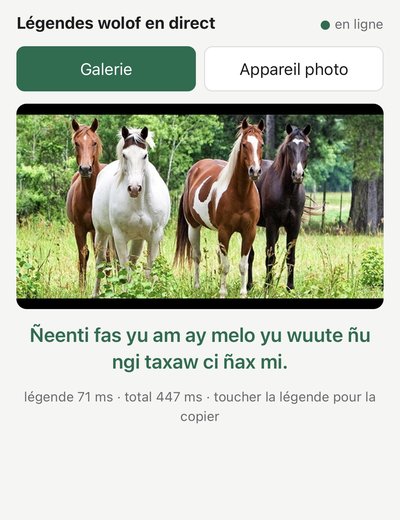 Légendes wolof en direct
en ligne
Galerie
Appareil photo
Ñeenti fas yu am ay melo yu wuute ñu
ngi taxaw ci ñax mi.
légende 71 ms · total 447 ms · toucher la légende pour la
copier